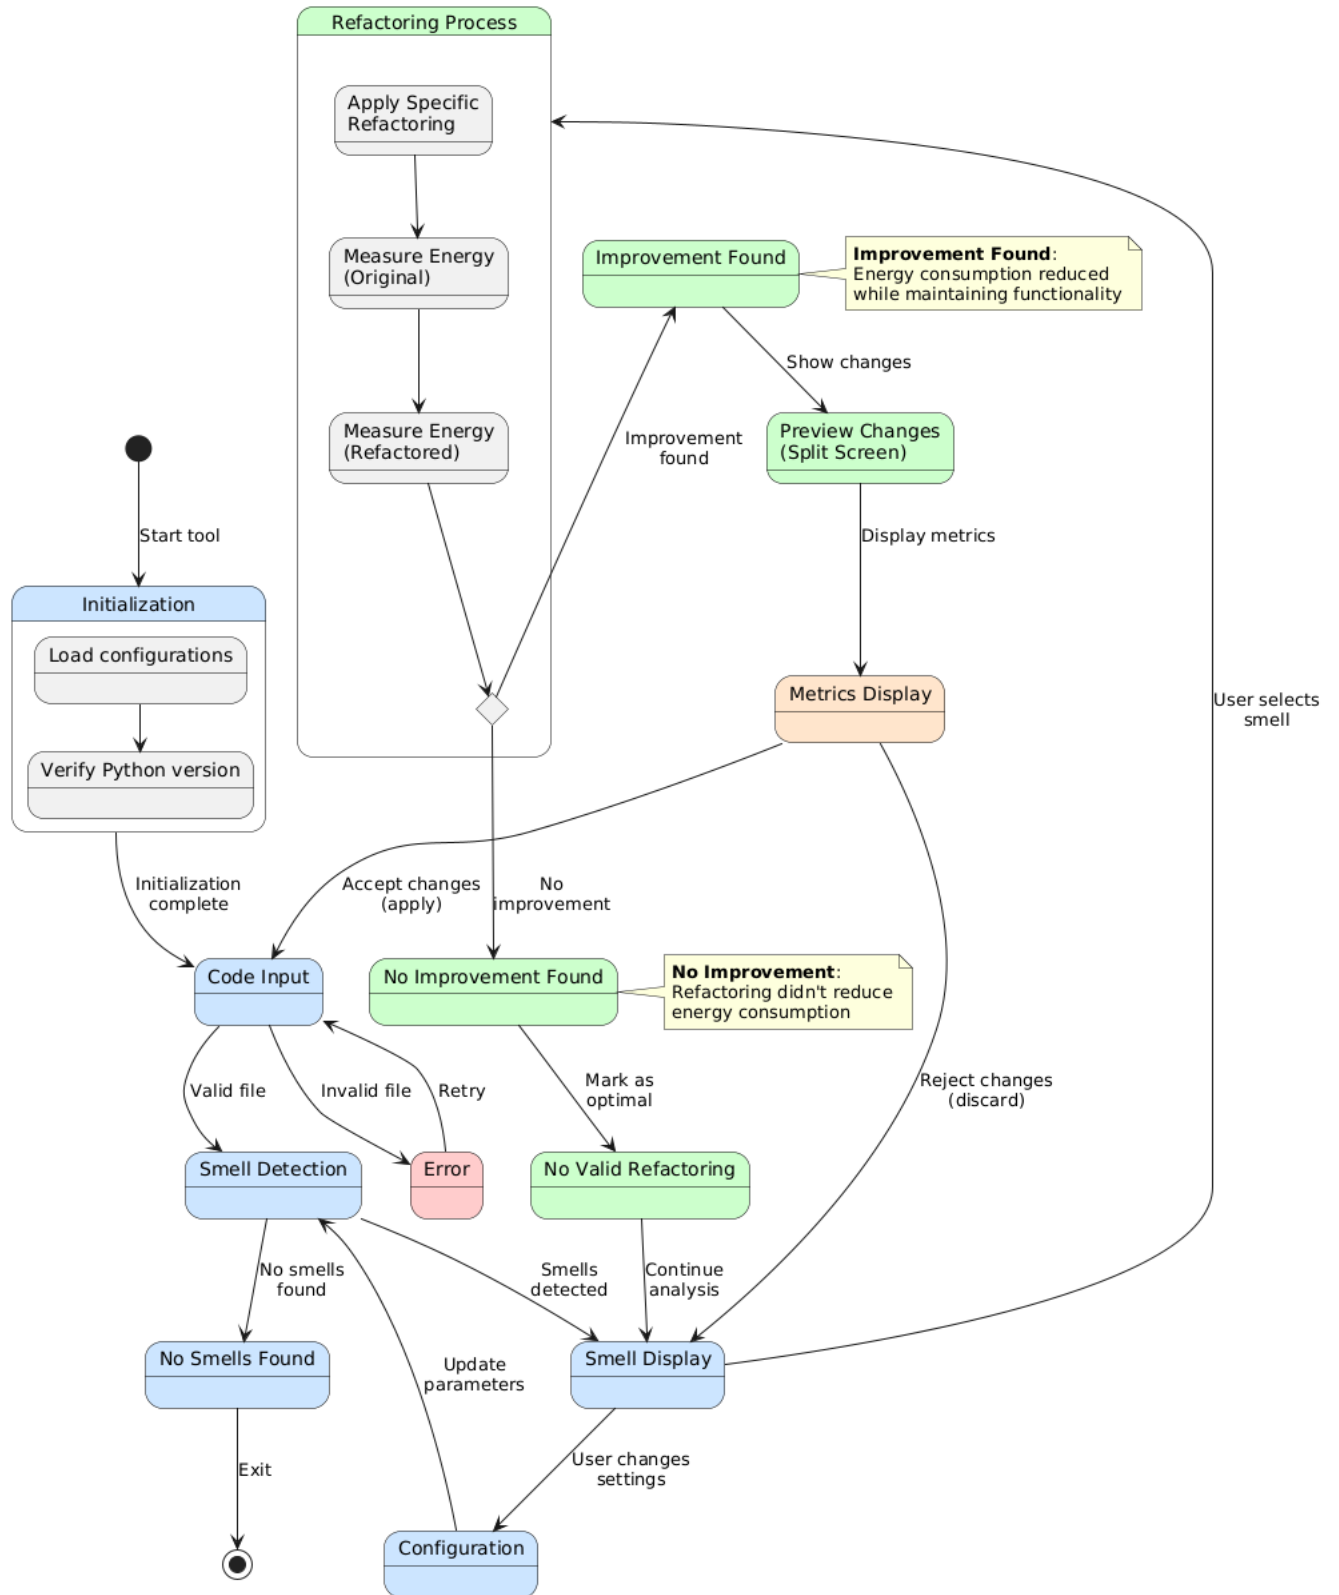 Refactoring Process
Apply Specific
Refactoring
Measure Energy
(Original)
Improvement Found
Improvement Found:
Energy consumption reduced
while maintaining functionality
Show changes
Measure Energy
(Refactored)
Improvement
found
Preview Changes
(Split Screen)
Start tool
Display metrics
Initialization
Load configurations
Verify Python version
Metrics Display
User selects
smell
Initialization
complete
Accept changes
(apply)
No
improvement
Code Input
No Improvement Found
No Improvement:
Refactoring didn't reduce
energy consumption
Valid file
Invalid file
Retry
Mark as
optimal
Reject changes
(discard)
Smell Detection
Error
No Valid Refactoring
No smells
found
Smells
detected
Continue
analysis
No Smells Found
Update
parameters
Smell Display
Exit
User changes
settings
Configuration